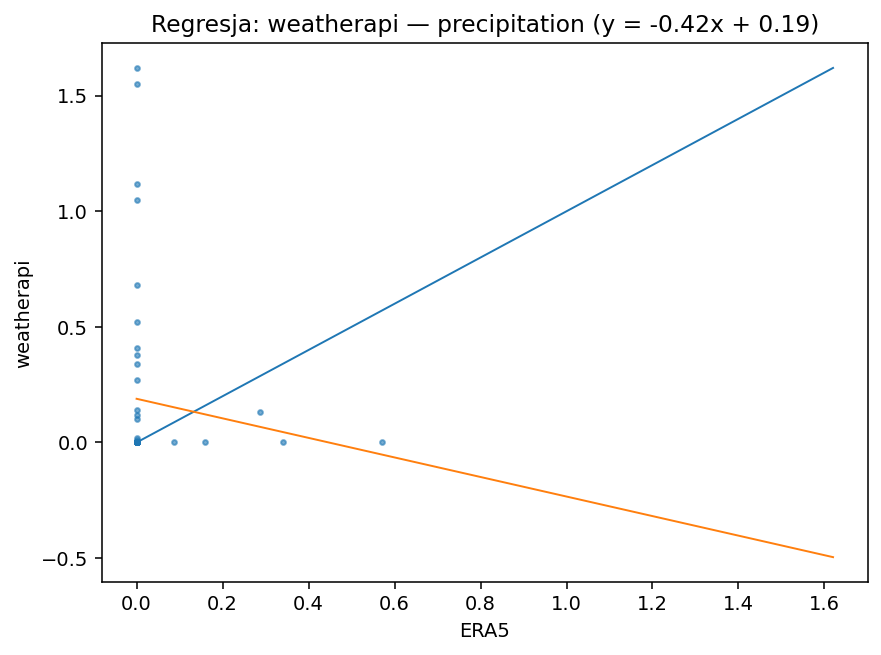 Regresja: weatherapi — precipitation (y = -0.42x + 0.19)
weatherapi
1.5
1.0
0.5
0.0
−0.5
0.0 0.2 0.4 0.6 0.8 1.0 1.2 1.4 1.6
ERA5